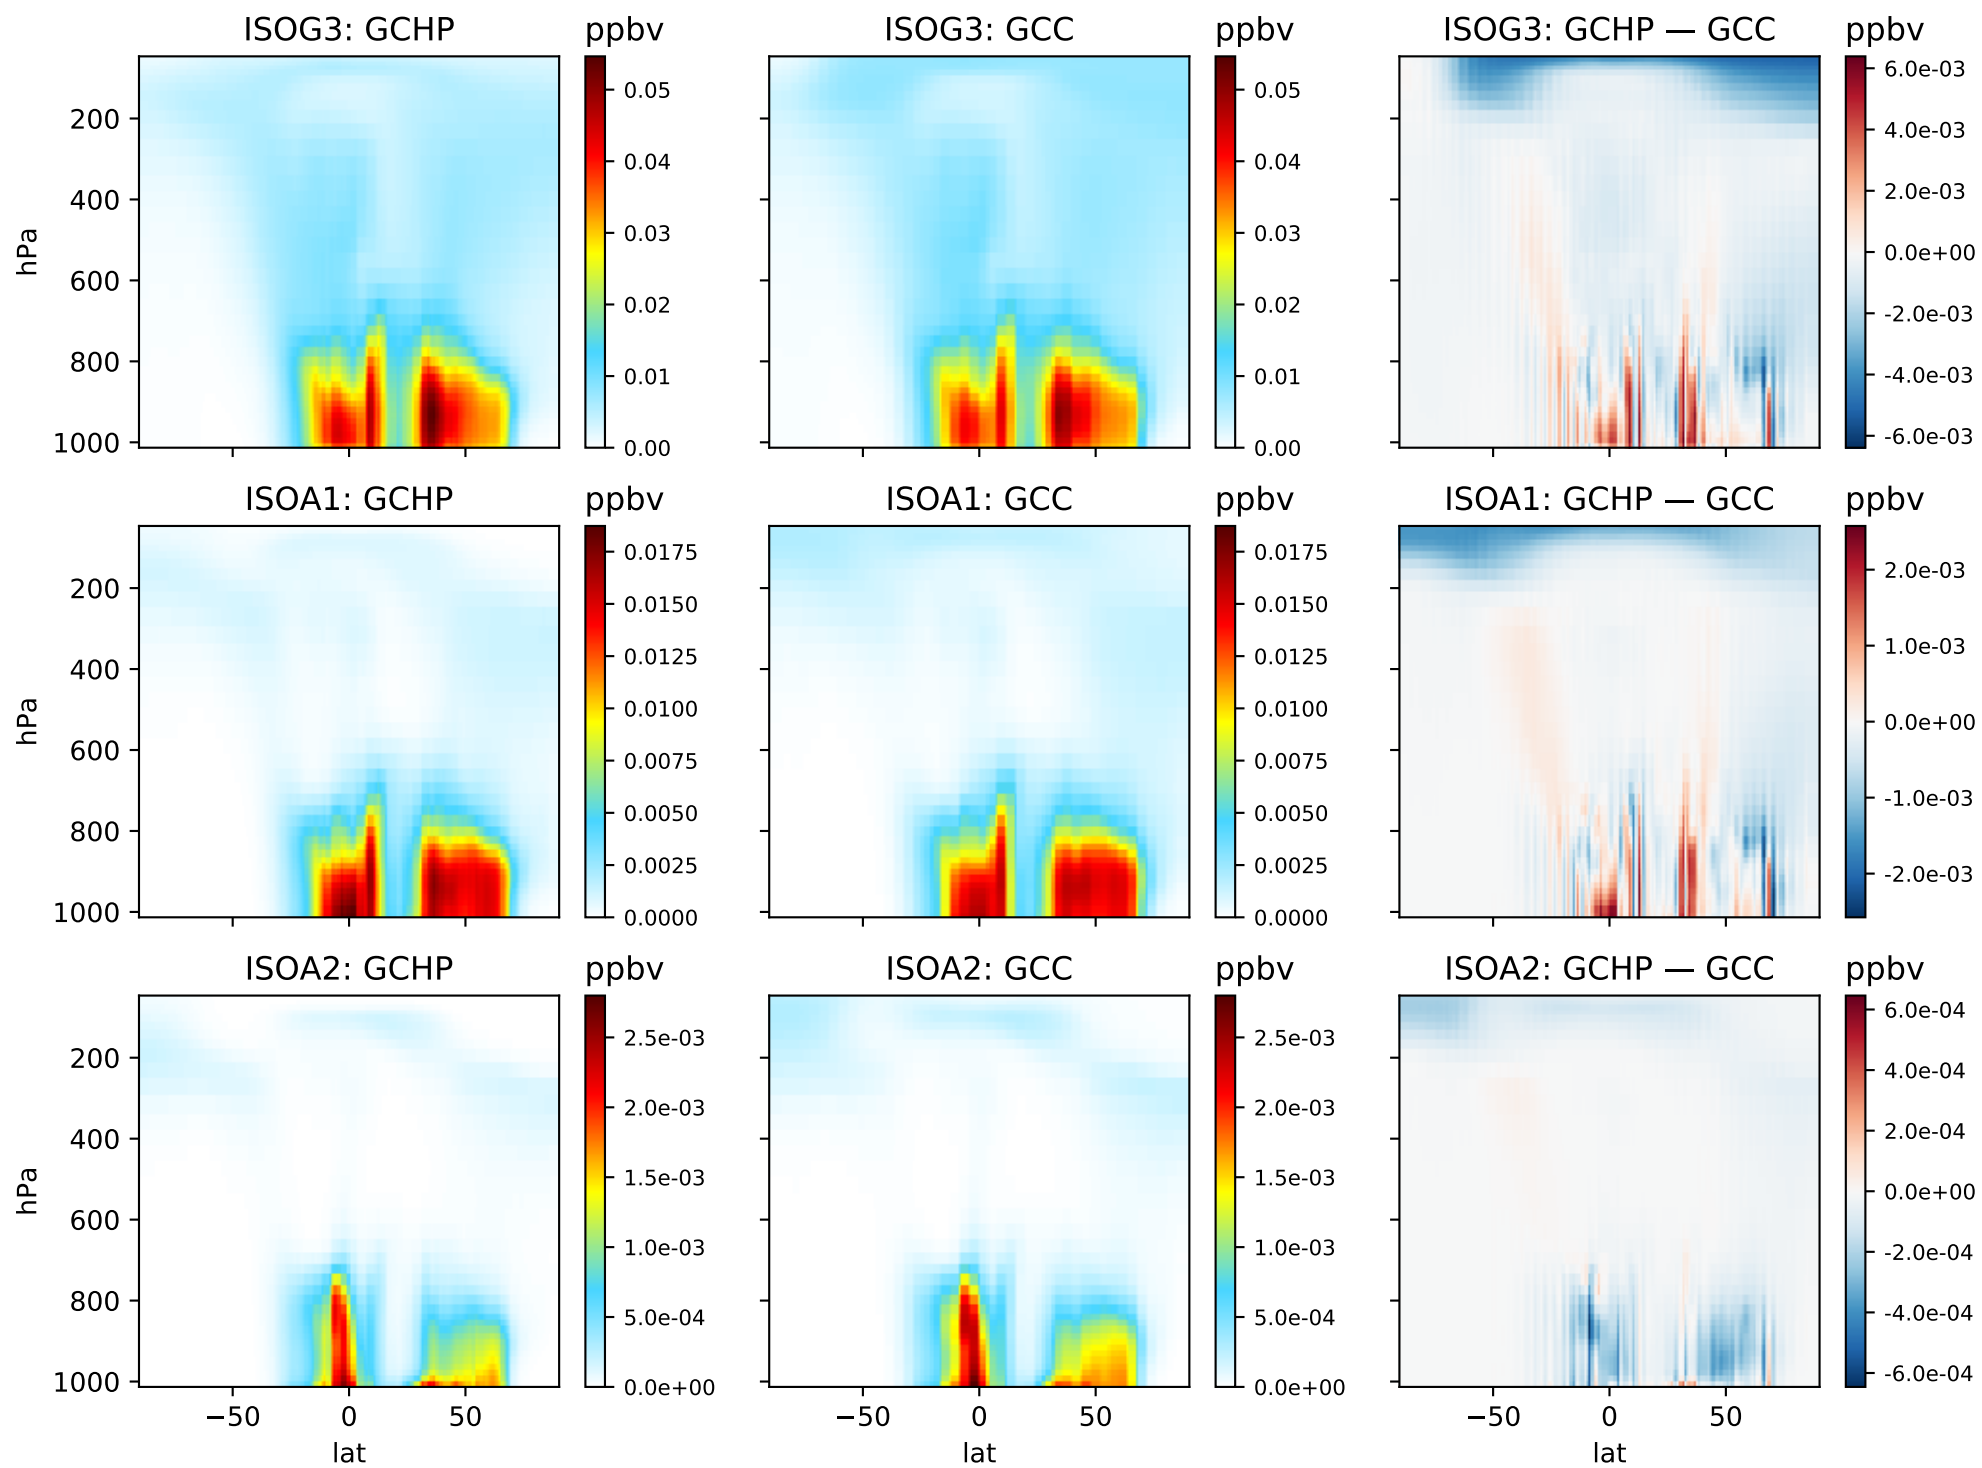 ISOG3: GCHP ppbv ISOG3: GCC ppbv ISOG3: GCHP — GCC ppbv
hPa
200
400
600
800
1000
0.05
0.04
0.03
0.02
0.01
0.00
0.05
0.04
0.03
0.02
0.01
0.00
6.0e-03
4.0e-03
2.0e-03
0.0e+00
-2.0e-03
-4.0e-03
-6.0e-03
ISOA1: GCHP ppbv ISOA1: GCC ppbv ISOA1: GCHP — GCC ppbv
hPa
200
400
600
800
1000
0.0175
0.0150
0.0125
0.0100
0.0075
0.0050
0.0025
0.0000
0.0175
0.0150
0.0125
0.0100
0.0075
0.0050
0.0025
0.0000
2.0e-03
1.0e-03
0.0e+00
-1.0e-03
-2.0e-03
ISOA2: GCHP ppbv ISOA2: GCC ppbv ISOA2: GCHP — GCC ppbv
hPa
200
400
600
800
1000
2.5e-03
2.0e-03
1.5e-03
1.0e-03
5.0e-04
0.0e+00
2.5e-03
2.0e-03
1.5e-03
1.0e-03
5.0e-04
0.0e+00
6.0e-04
4.0e-04
2.0e-04
0.0e+00
-2.0e-04
-4.0e-04
-6.0e-04
−50 0 50 −50 0 50 −50 0 50
lat lat lat